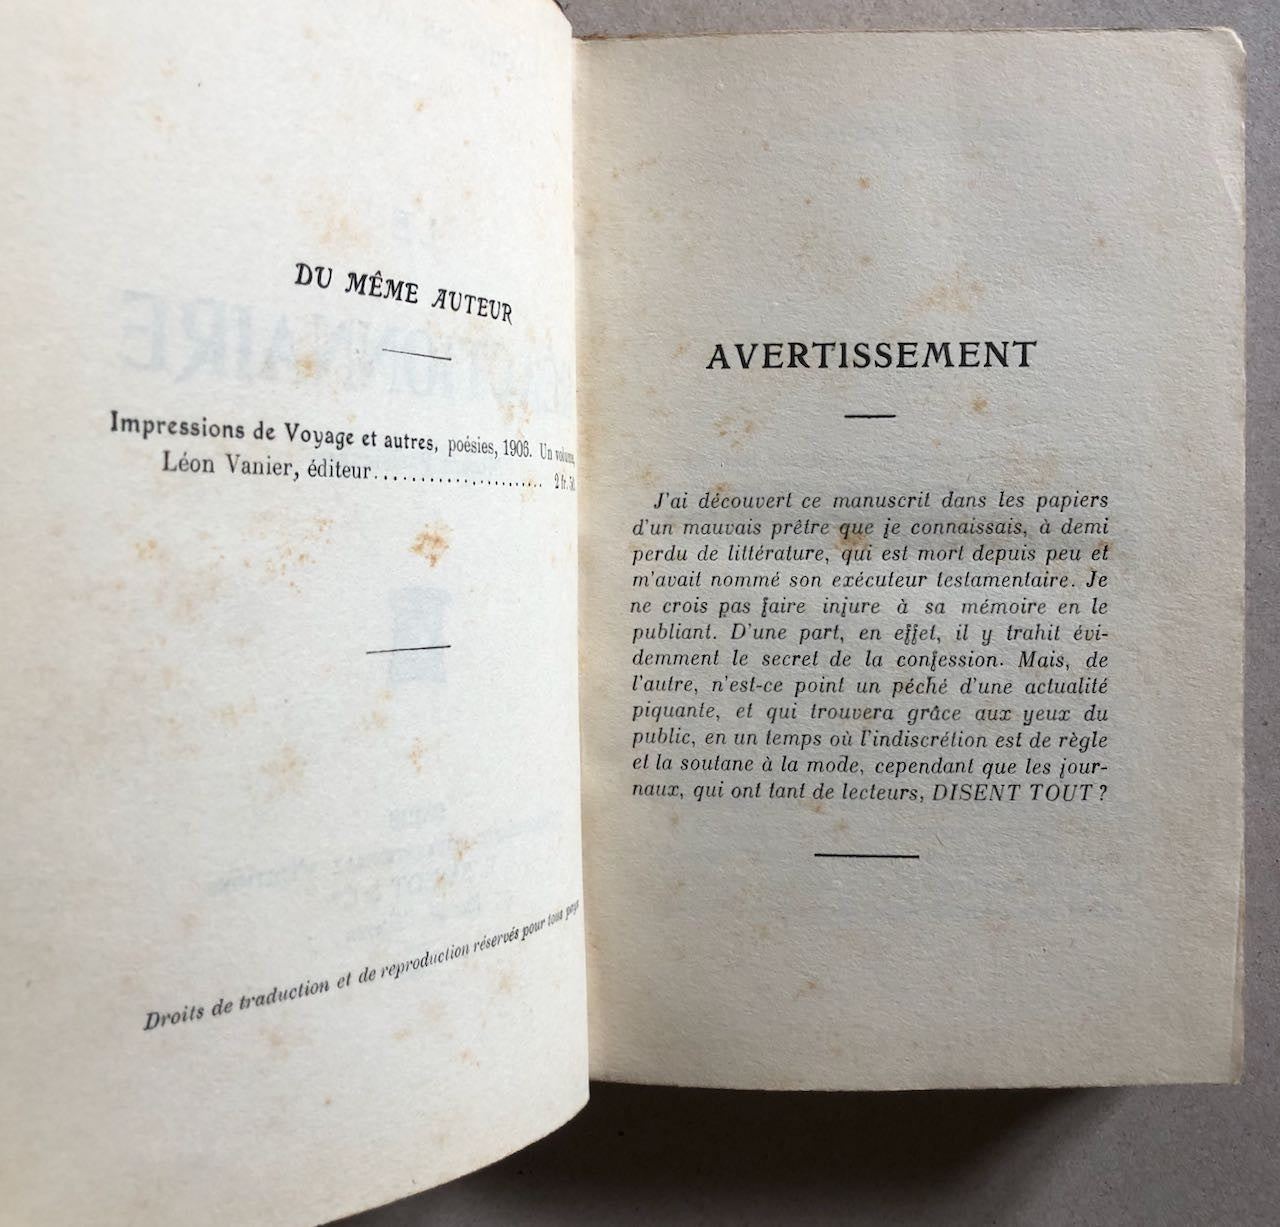 DU MÊME AUTEUR
Impressions de Voyage et autres, poésies, 1906. Un volume,
Léon Vanier, éditeur...................... 2 fr. 50
Droits de traduction et de reproduction réservés pour tous pays
AVERTISSEMENT
J'ai découvert ce manuscrit dans les papiers
d'un mauvais prêtre que je connaissais, à demi
perdu de littérature, qui est mort depuis peu et
m'avait nommé son exécuteur testamentaire. Je
ne crois pas faire injure à sa mémoire en le
publiant. D'une part, en effet, il y trahit évi-
demment le secret de la confession. Mais, de
l'autre, n'est-ce point un péché d'une actualité
piquante, et qui trouvera grâce aux yeux du
public, en un temps où l'indiscrétion est de règle
et la soutane à la mode, cependant que les jour-
naux, qui ont tant de lecteurs, DISENT TOUT ?